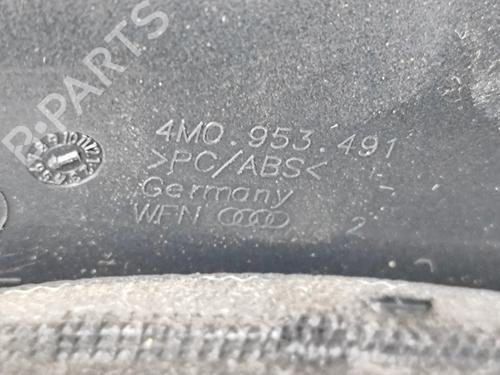 B-PARTS
4M0.953.491
>PC/ABS<
Germany
WFN
2